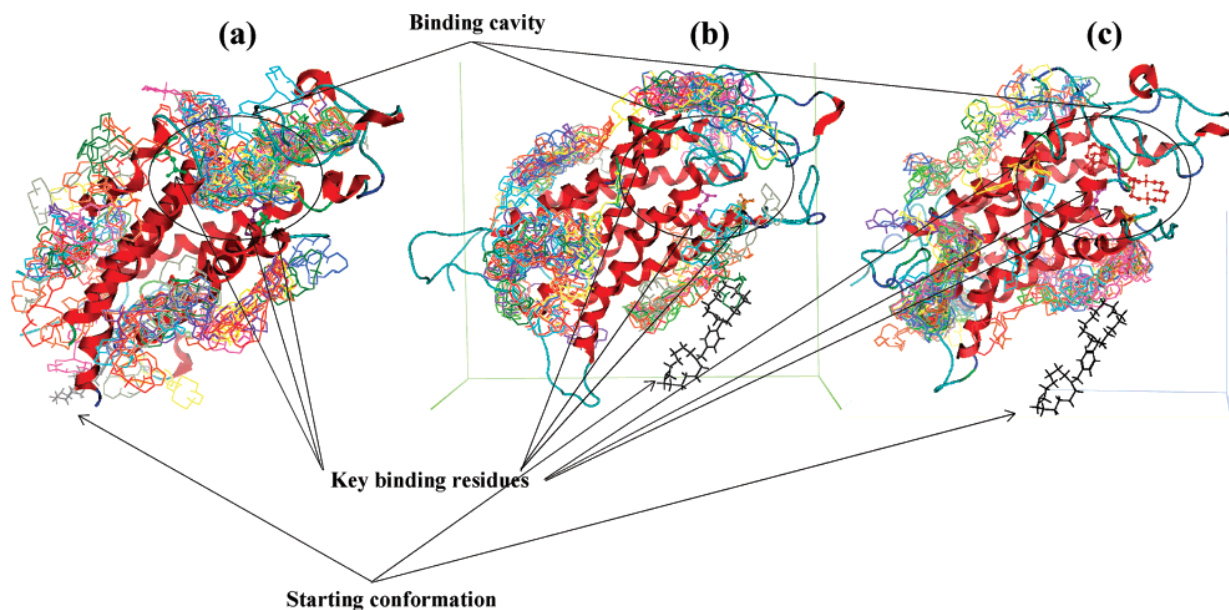 Binding cavity
(a)
(b)
(c)
Key binding residues
Starting conformation